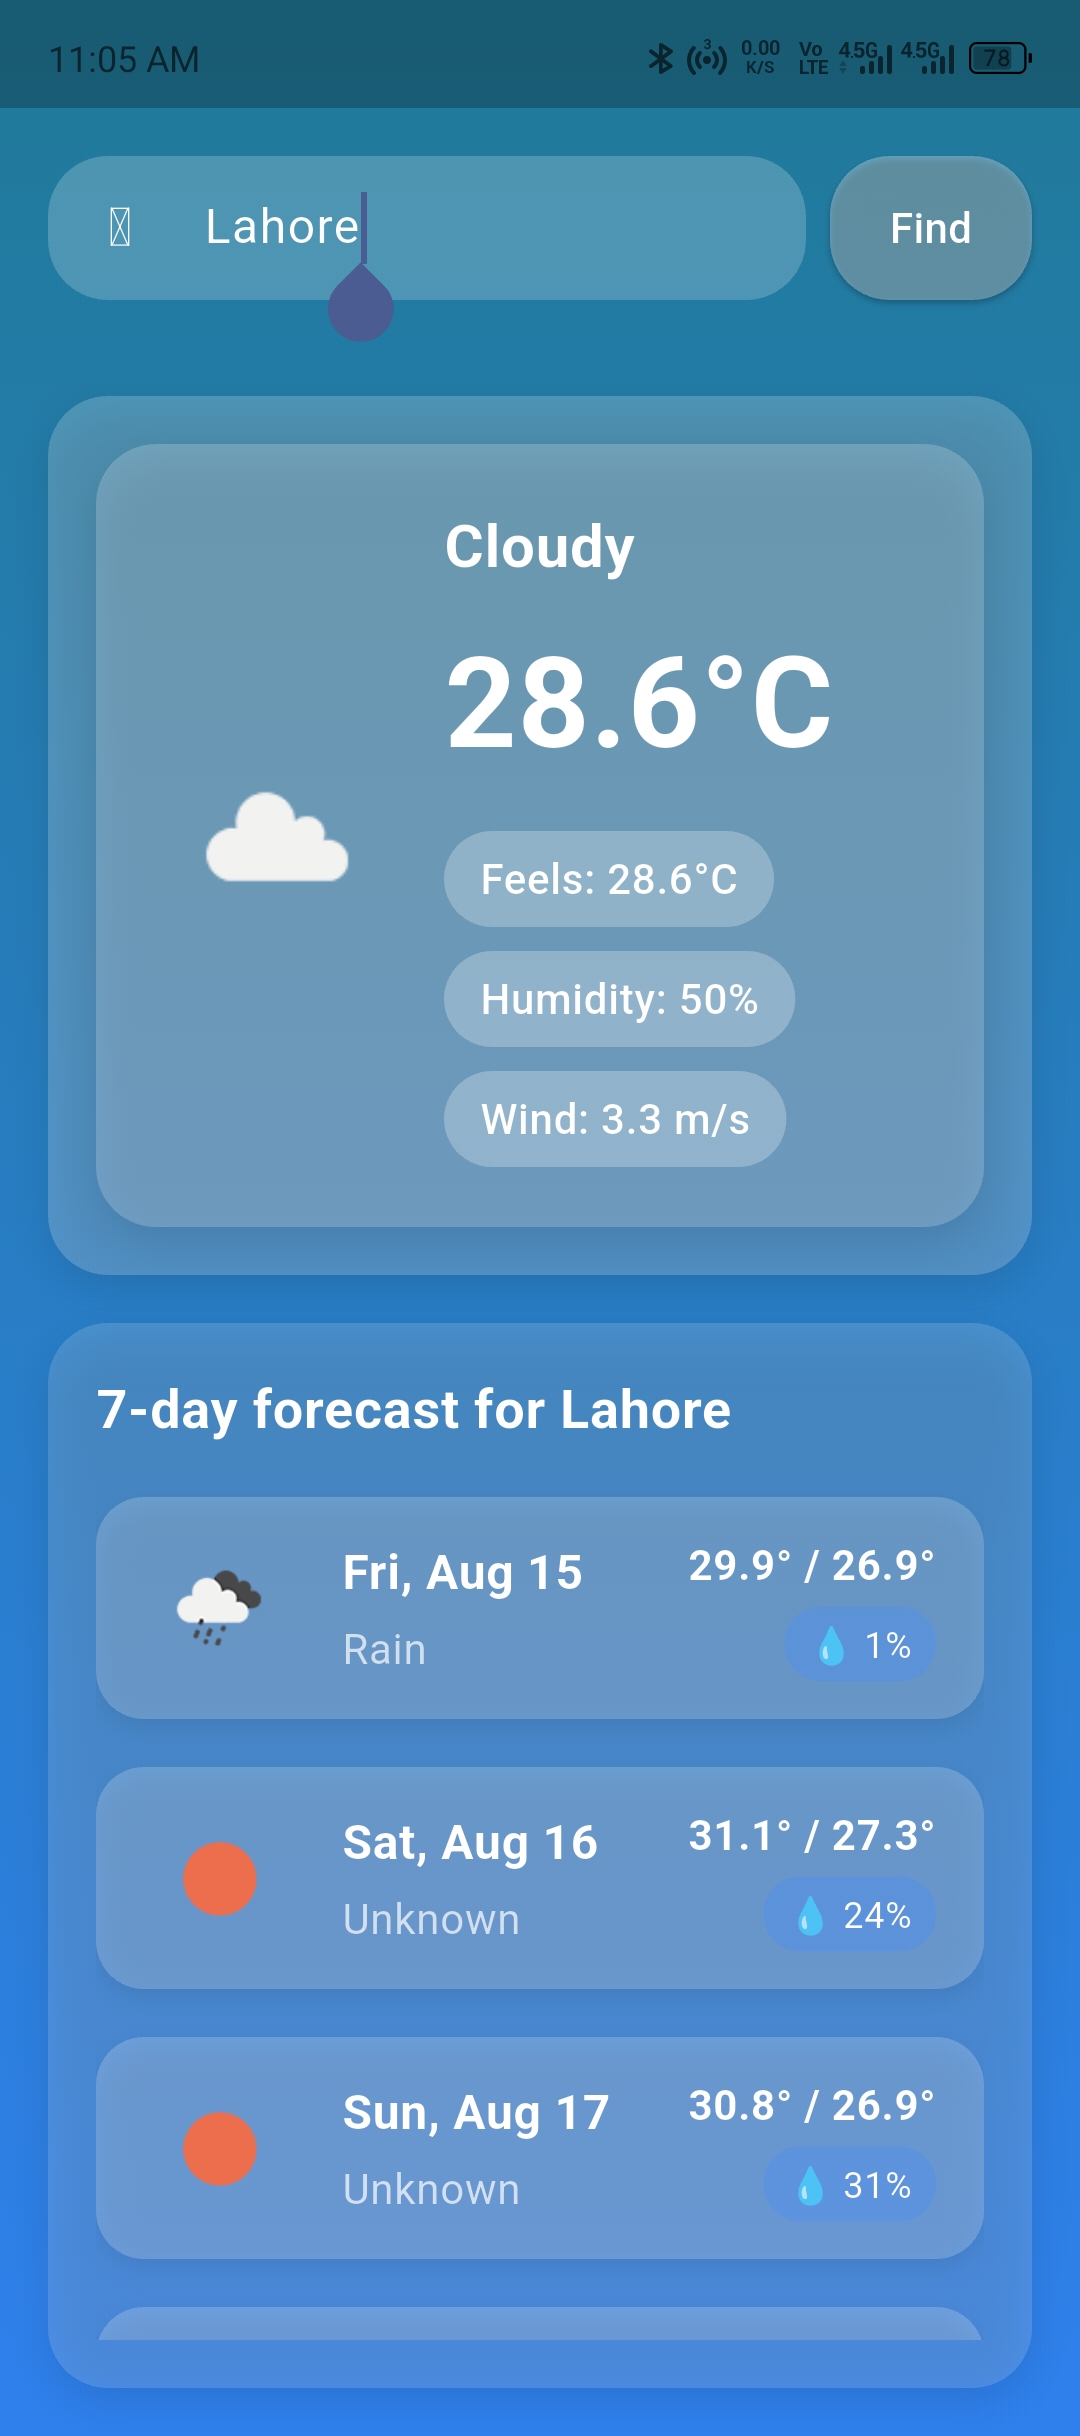 11:05 AM
3
0.00 K/S
Vo LTE
4.5G
4.5G
78
Lahore
Find
Cloudy
28.6°C
Feels: 28.6°C
Humidity: 50%
Wind: 3.3 m/s
7-day forecast for Lahore
Fri, Aug 15
29.9° / 26.9°
Rain
1%
Sat, Aug 16
31.1° / 27.3°
Unknown
24%
Sun, Aug 17
30.8° / 26.9°
Unknown
31%